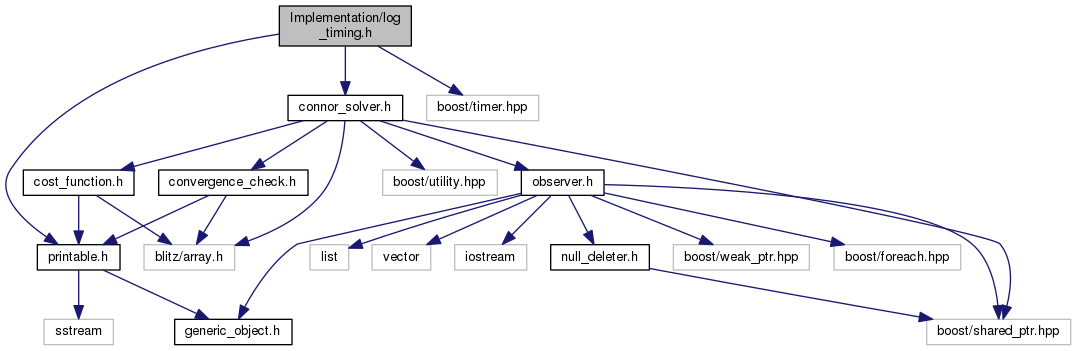 Implementation/log
_timing.h
connor_solver.h
boost/timer.hpp
cost_function.h
convergence_check.h
boost/utility.hpp
observer.h
printable.h
blitz/array.h
list
vector
iostream
null_deleter.h
boost/weak_ptr.hpp
boost/foreach.hpp
sstream
generic_object.h
boost/shared_ptr.hpp